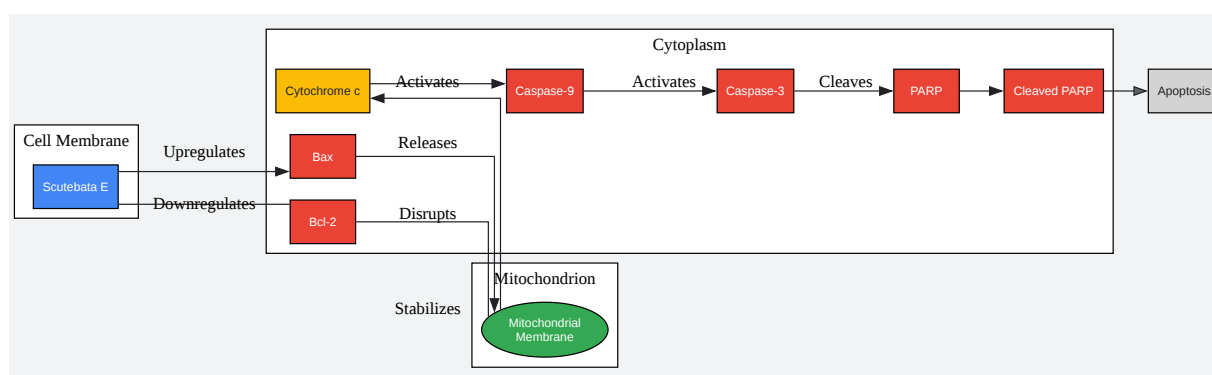 Cytoplasm
Cytochrome c
Activates
Caspase-9
Activates
Caspase-3
Cleaves
PARP
Cleaved PARP
Apoptosis
Cell Membrane
Scutebata E
Upregulates
Downregulates
Bax
Releases
Bcl-2
Disrupts
Mitochondrion
Stabilizes
Mitochondrial
Membrane